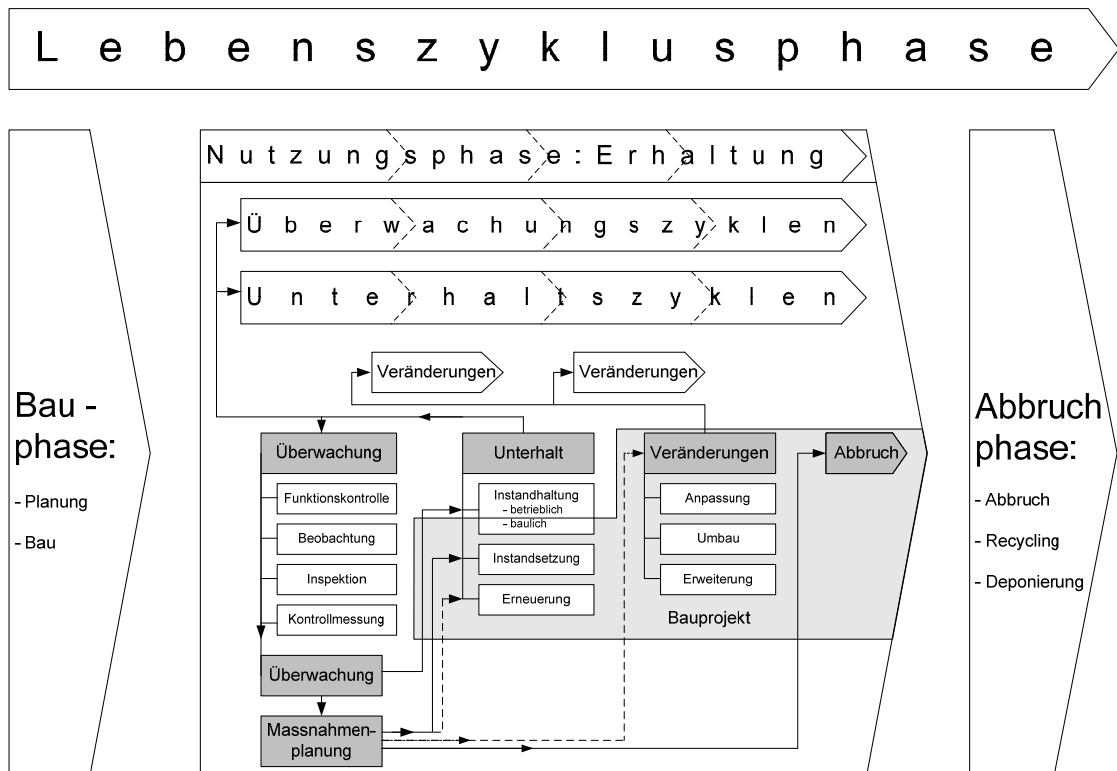 Lebenszyklusphase
Bau -
phase:
- Planung
- Bau
Nutzungsphase:Erhaltung
Überwachungszyklen
Unterhaltszyklen
Veränderungen
Veränderungen
Überwachung
Funktionskontrolle
Beobachtung
Inspektion
Kontrollmessung
Überwachung
Massnahmen-
planung
Unterhalt
Instandhaltung
- betrieblich
- baulich
Instandsetzung
Erneuerung
Veränderungen
Anpassung
Umbau
Erweiterung
Bauprojekt
Abbruch
Abbruch
phase:
- Abbruch
- Recycling
- Deponierung